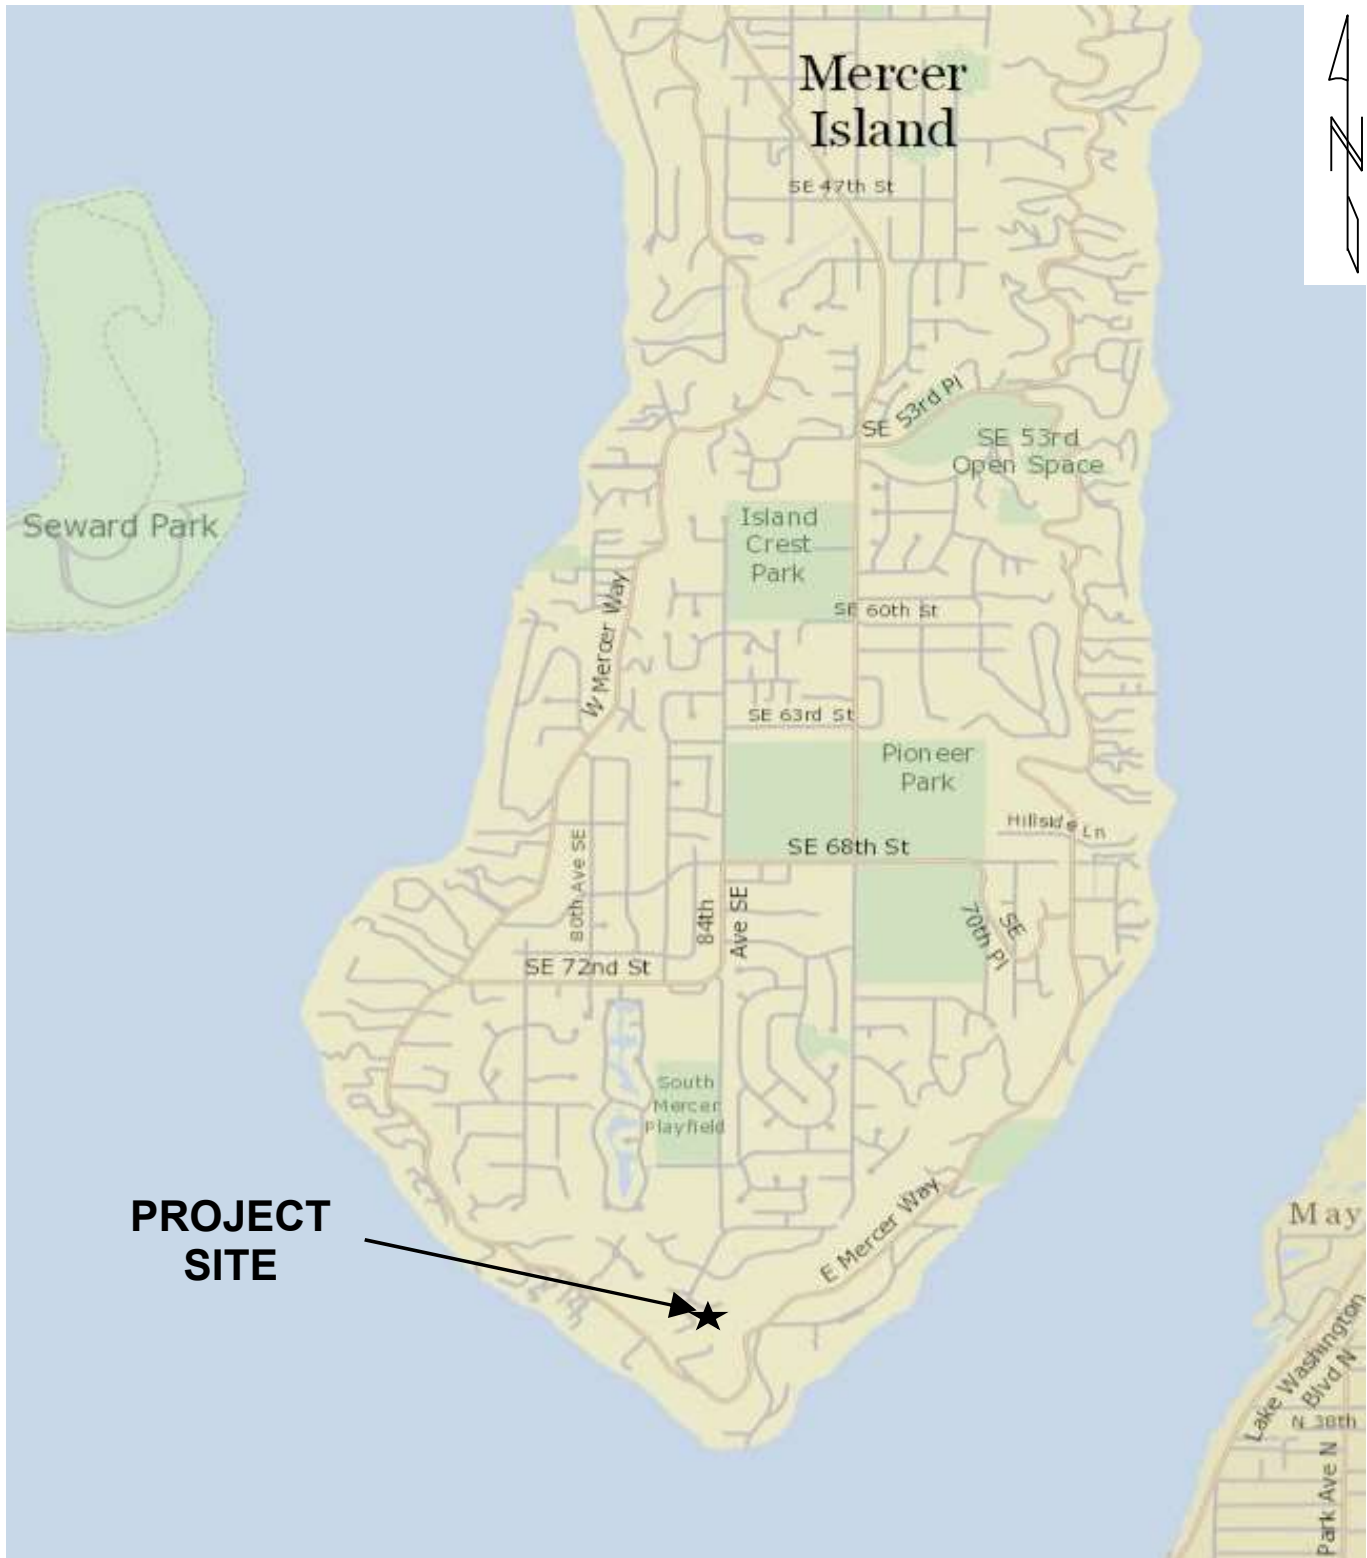 Mercer
Island
N
SE 47th St
SE 53rd Pl
SE 53rd
Open Space
Seward Park
Island
Crest
Park
W Mercer Way
SE 60th St
SE 63rd St
Pioneer
Park
Hillside Ln
SE 68th St
80th Ave SE
84th
Ave SE
SE
70th Pl
SE 72nd St
South
Mercer
Playfield
E Mercer Way
PROJECT
SITE
May
Lake Washington
Blvd N
N 38th
Park Ave N